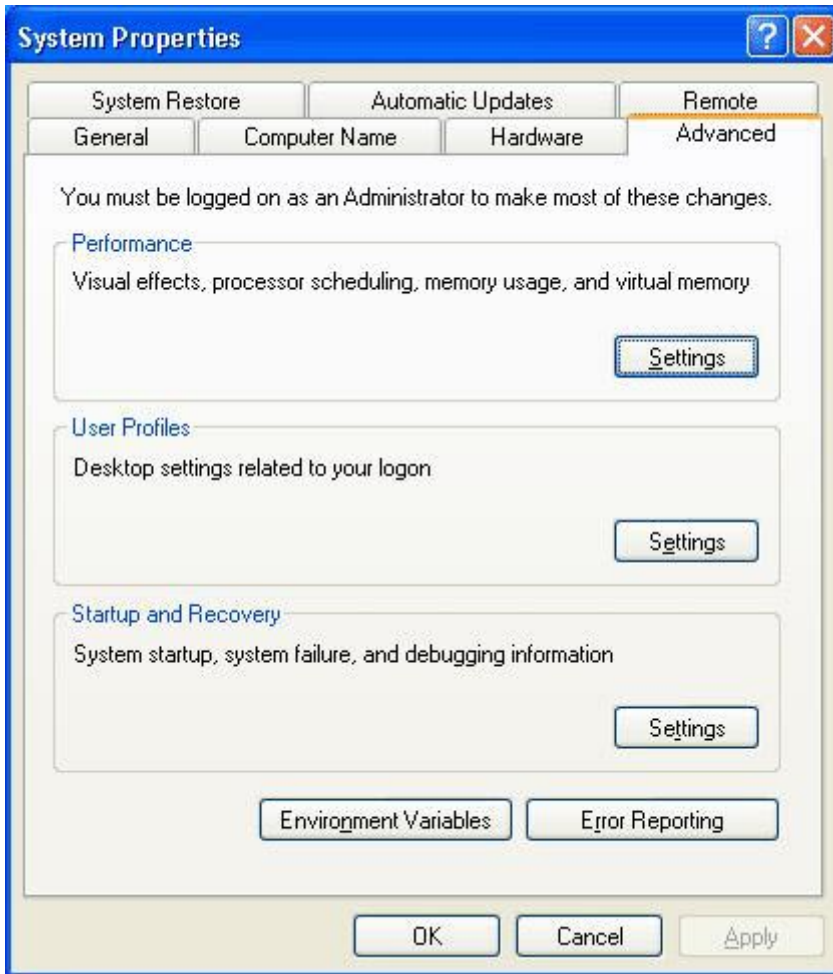 System Properties
System Restore
Automatic Updates
Remote
General
Computer Name
Hardware
Advanced
You must be logged on as an Administrator to make most of these changes.
Performance
Visual effects, processor scheduling, memory usage, and virtual memory
Settings
User Profiles
Desktop settings related to your logon
Settings
Startup and Recovery
System startup, system failure, and debugging information
Settings
Environment Variables
Error Reporting
OK
Cancel
Apply